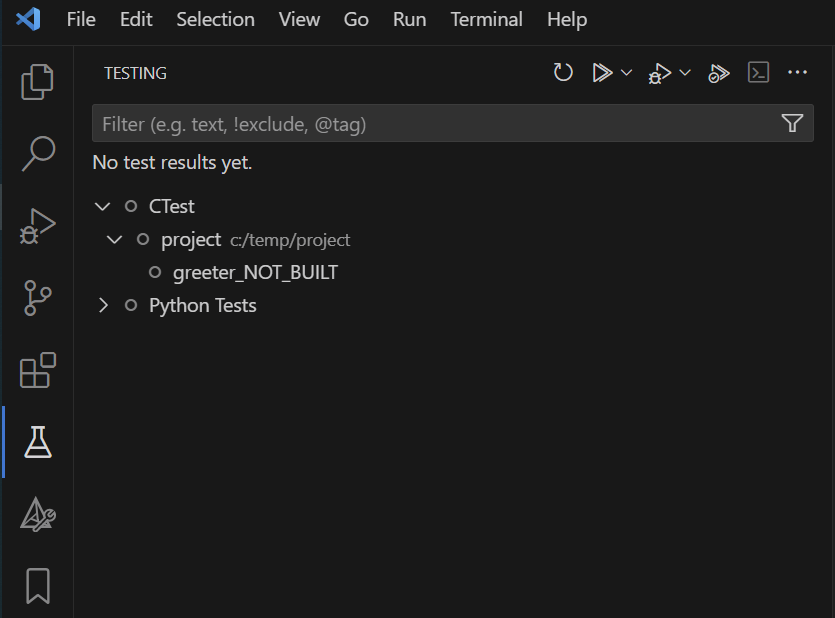 File Edit Selection View Go Run Terminal Help
TESTING
Filter (e.g. text, !exclude, @tag)
No test results yet.
CTest
project c:/temp/project
greeter_NOT_BUILT
Python Tests